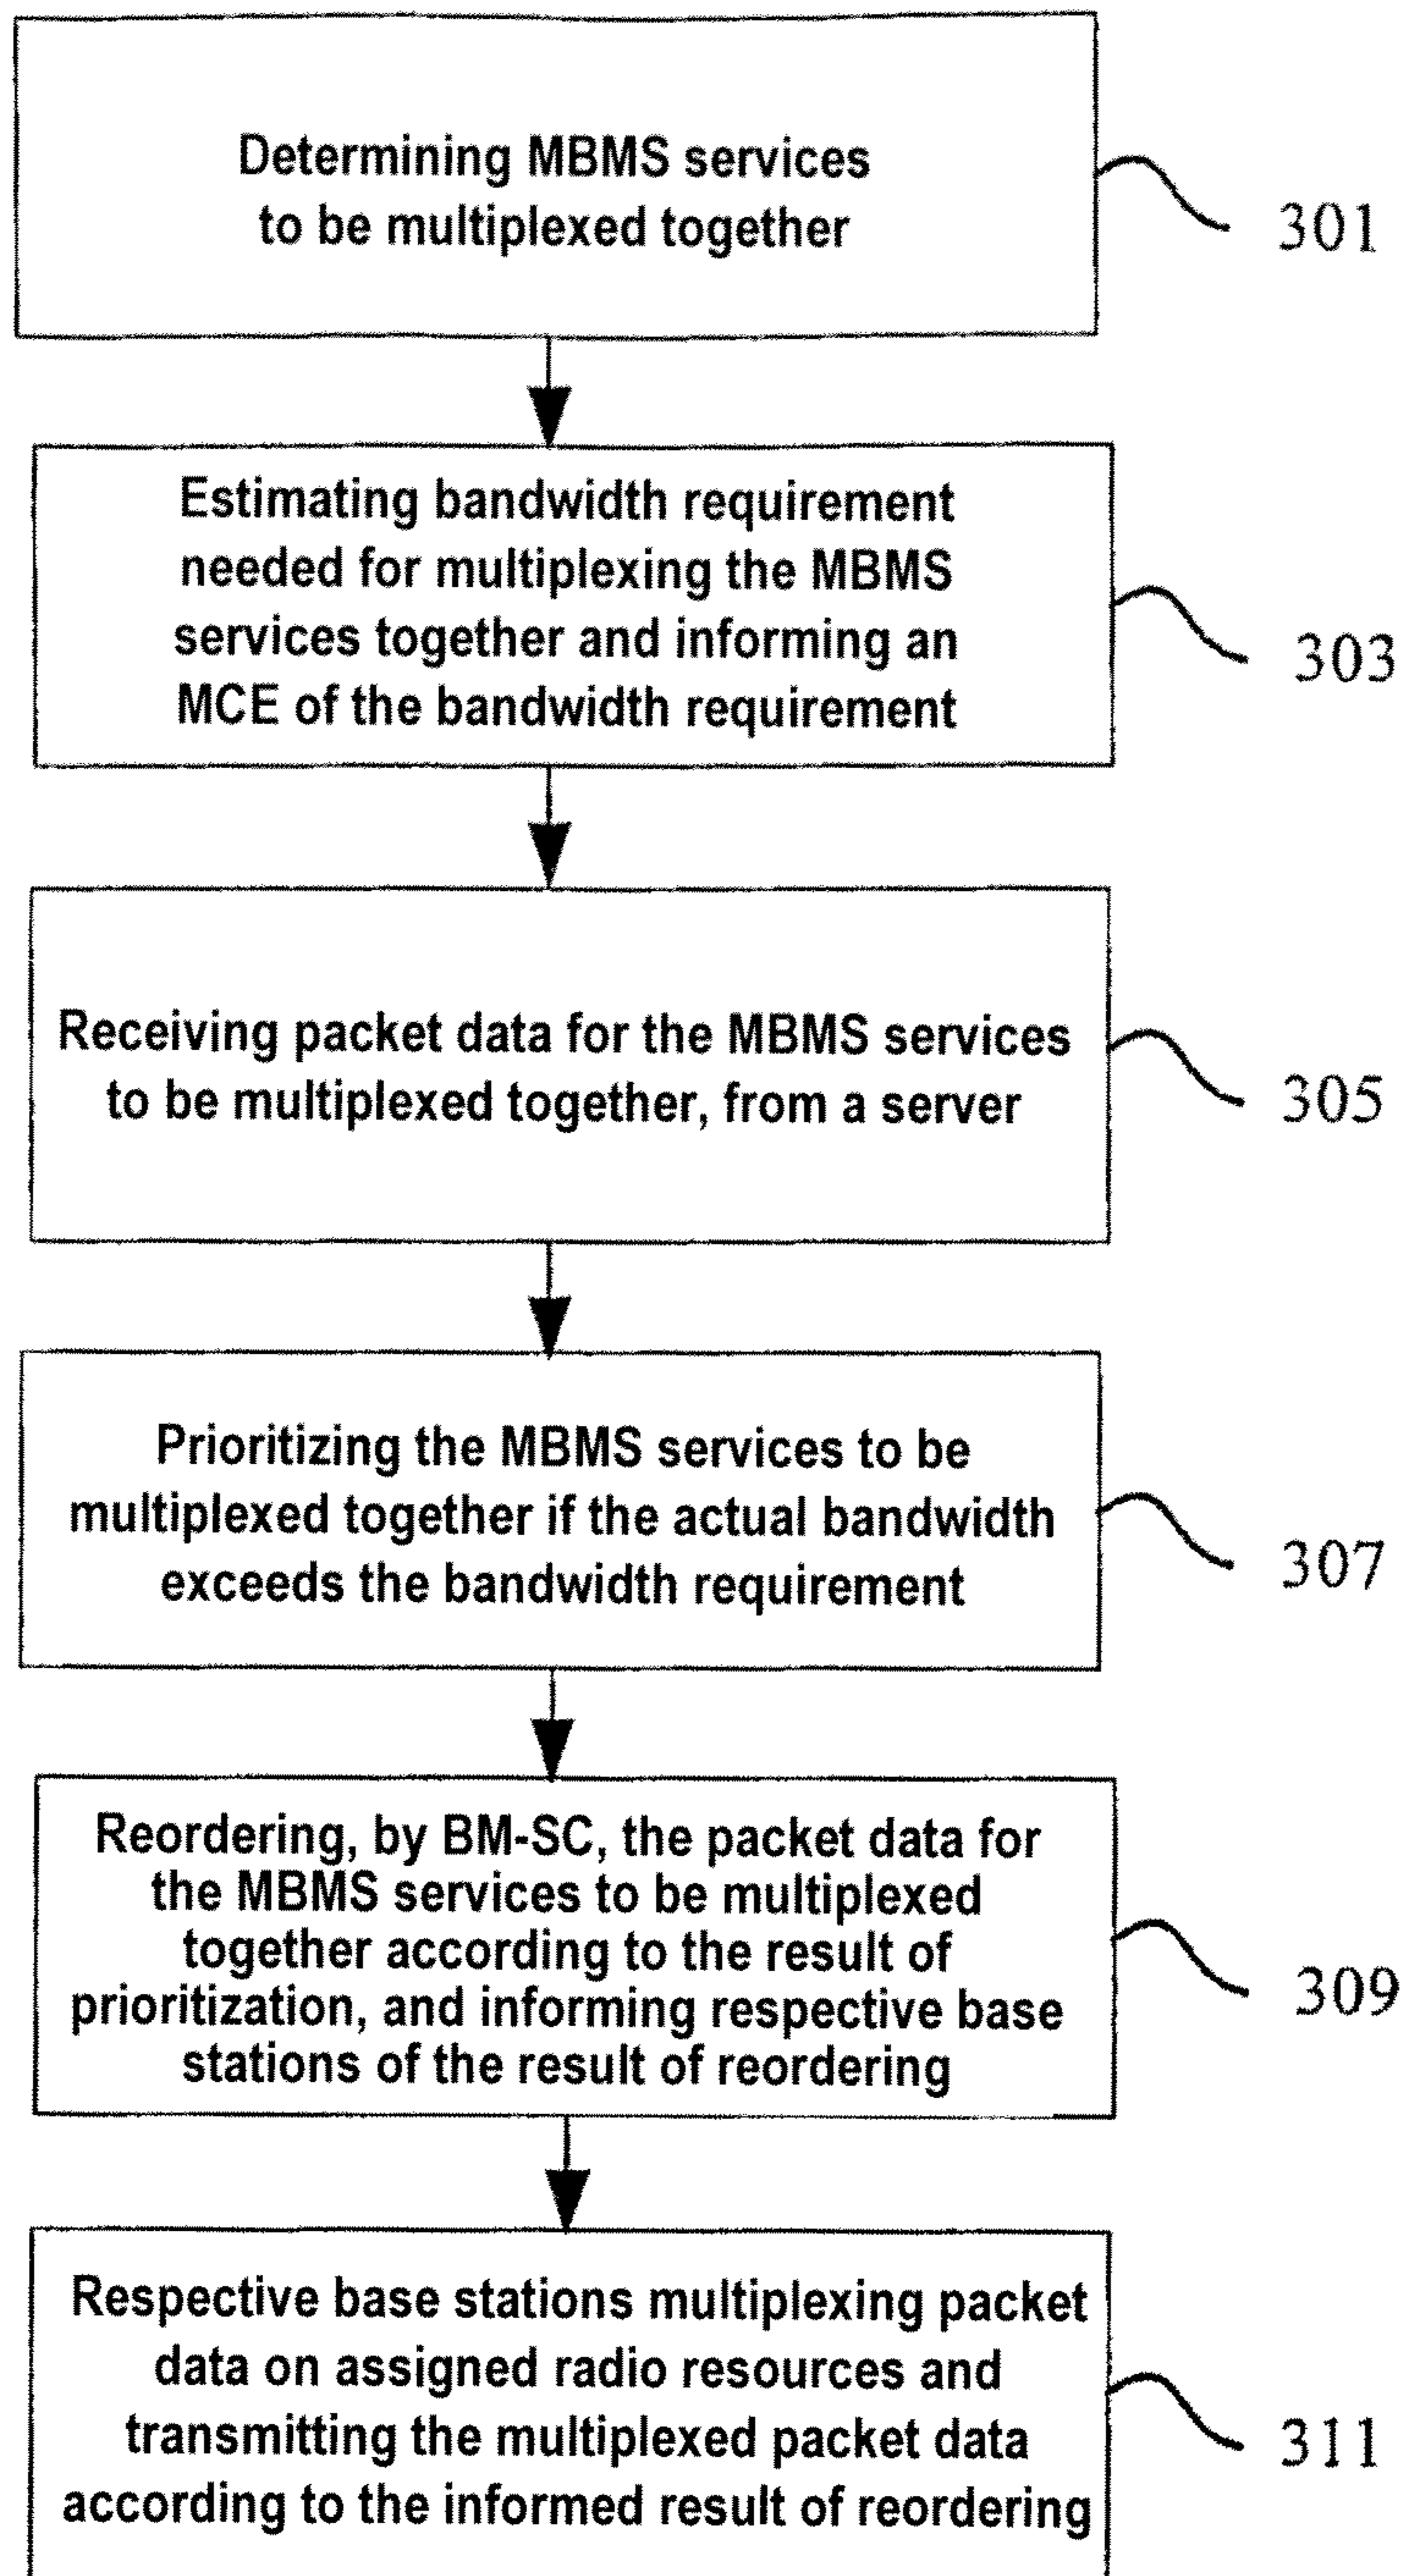 Determining MBMS services
to be multiplexed together
301
Estimating bandwidth requirement
needed for multiplexing the MBMS
services together and informing an
MCE of the bandwidth requirement
303
Receiving packet data for the MBMS services
to be multiplexed together, from a server
305
Prioritizing the MBMS services to be
multiplexed together if the actual bandwidth
exceeds the bandwidth requirement
307
Reordering, by BM-SC, the packet data for
the MBMS services to be multiplexed
together according to the result of
prioritization, and informing respective base
stations of the result of reordering
309
Respective base stations multiplexing packet
data on assigned radio resources and
transmitting the multiplexed packet data
according to the informed result of reordering
311